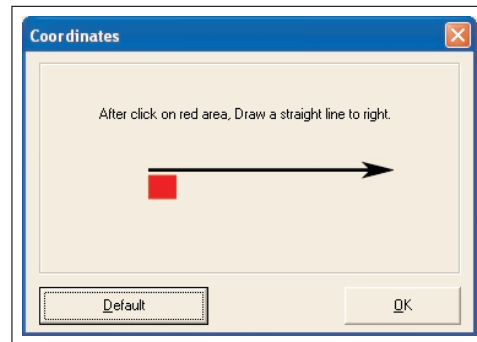 Coordinates
After click on red area, Draw a straight line to right.
Default
OK